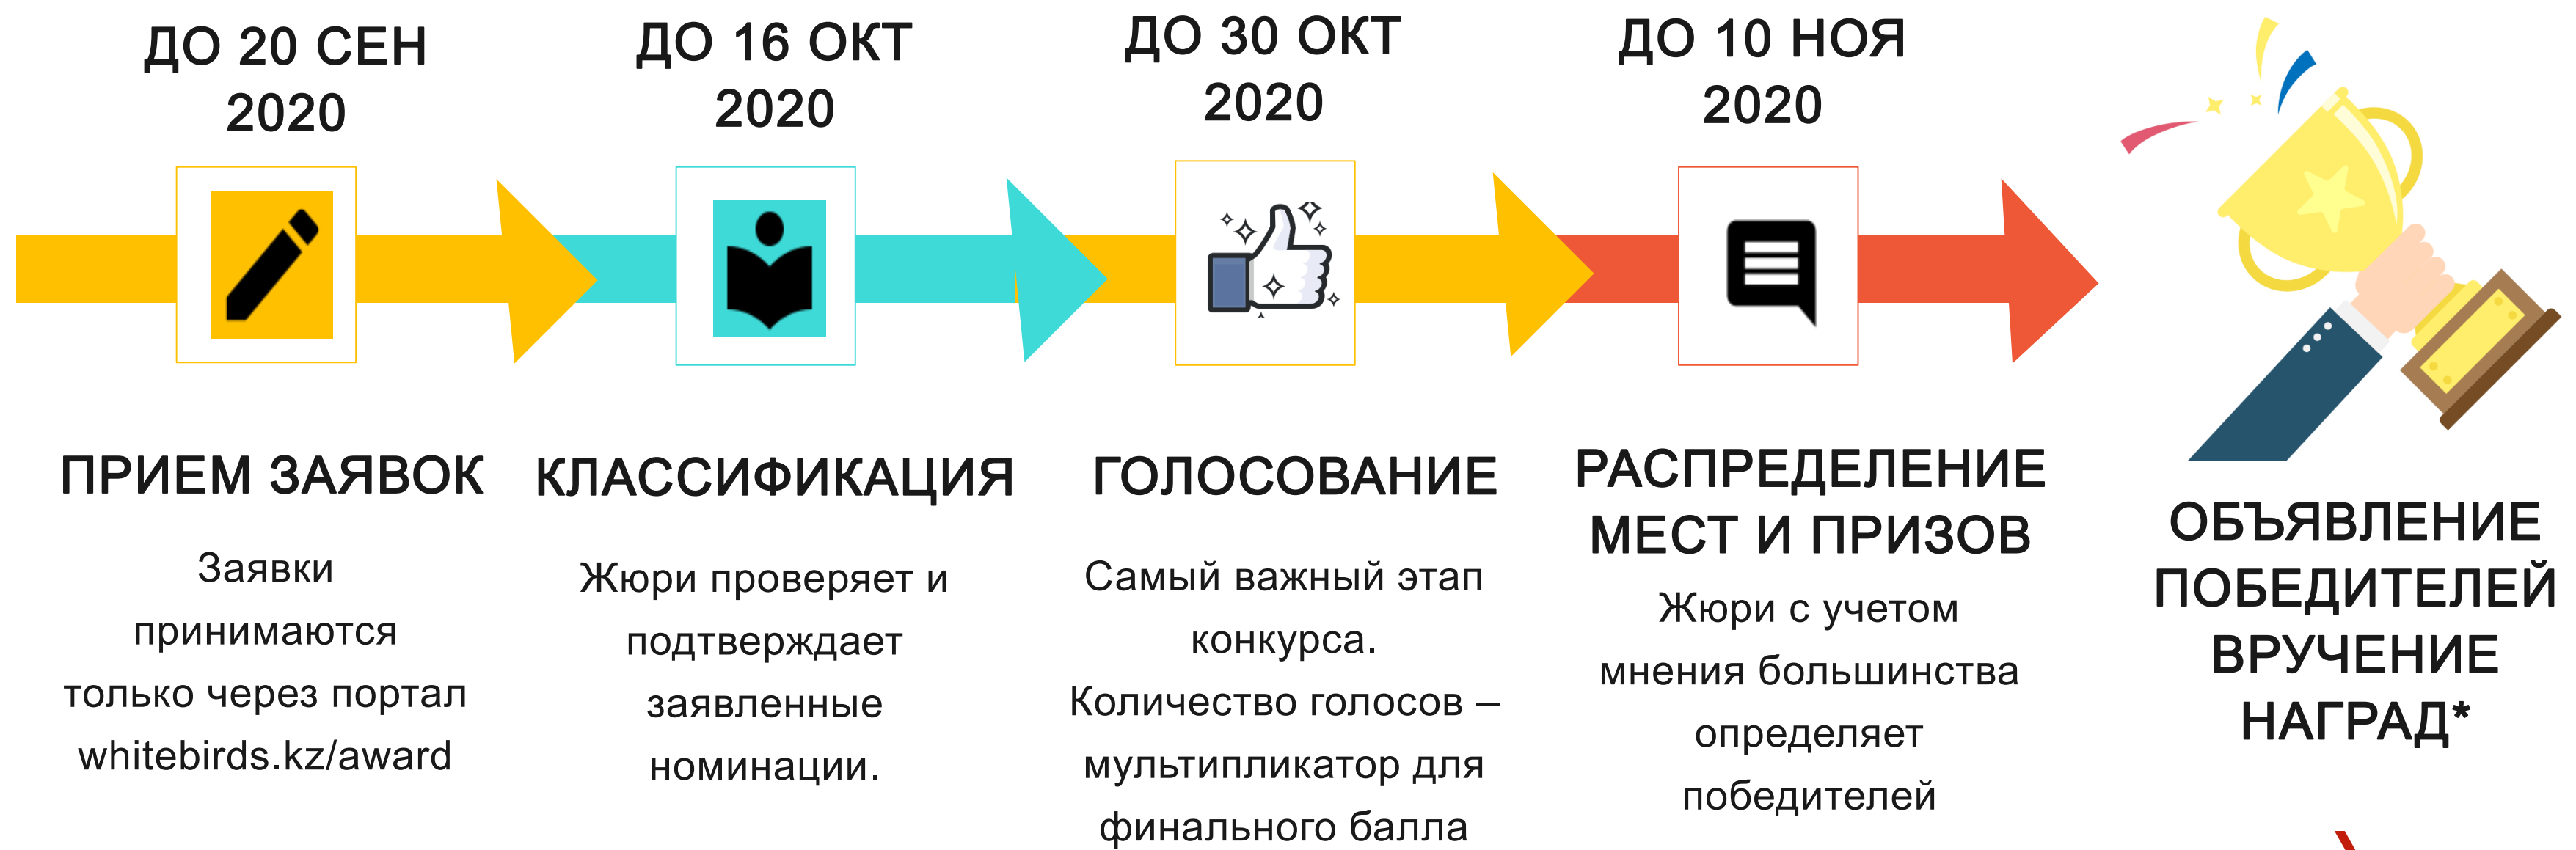 ДО 20 СЕН
2020
ДО 16 ОКТ
2020
ДО 30 ОКТ
2020
ДО 10 НОЯ
2020
ПРИЕМ ЗАЯВОК
Заявки
принимаются
только через портал
whitebirds.kz/award
КЛАССИФИКАЦИЯ
Жюри проверяет и
подтверждает
заявленные
номинации.
ГОЛОСОВАНИЕ
Самый важный этап
конкурса.
Количество голосов –
мультипликатор для
финального балла
РАСПРЕДЕЛЕНИЕ
МЕСТ И ПРИЗОВ
Жюри с учетом
мнения большинства
определяет
победителей
ОБЪЯВЛЕНИЕ
ПОБЕДИТЕЛЕЙ
ВРУЧЕНИЕ
НАГРАД*